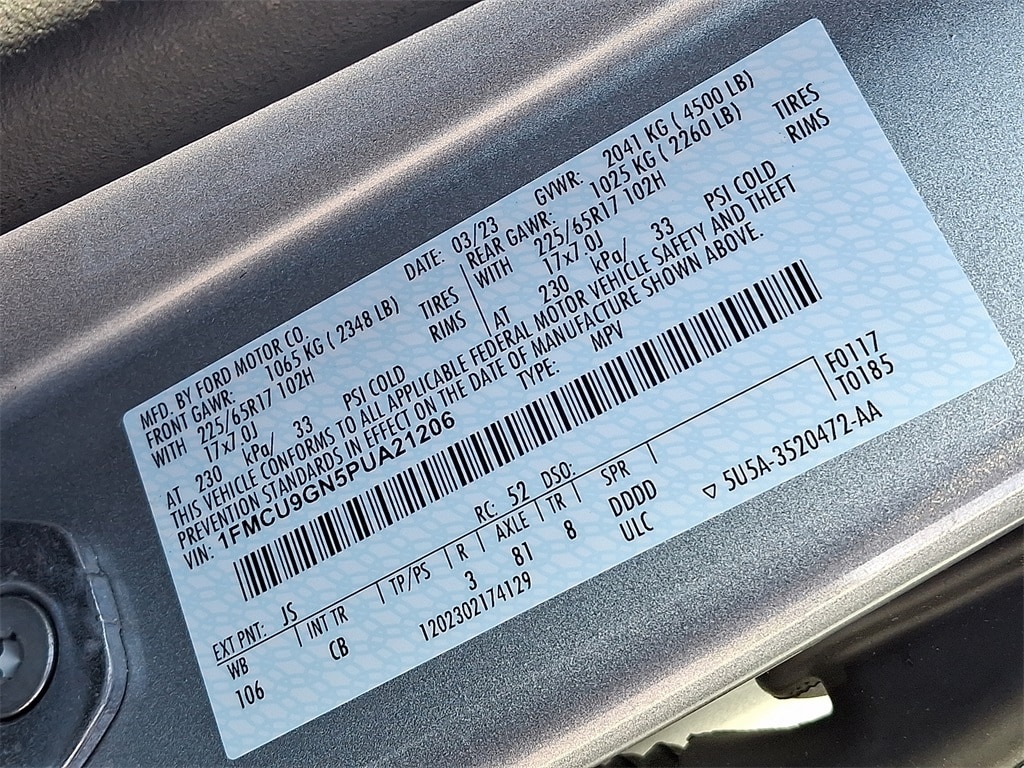 MFD. BY FORD MOTOR CO. DATE: 03/23 GVWR: 2041 KG ( 4500 LB)
FRONT GAWR: 1065 KG ( 2348 LB) REAR GAWR: 1025 KG ( 2260 LB)
WITH 225/65R17 102H TIRES WITH 225/65R17 102H TIRES
17x7.0J RIMS 17x7.0J RIMS
AT 230 kPa/ 33 PSI COLD AT 230 kPa/ 33 PSI COLD
THIS VEHICLE CONFORMS TO ALL APPLICABLE FEDERAL MOTOR VEHICLE SAFETY AND THEFT
PREVENTION STANDARDS IN EFFECT ON THE DATE OF MANUFACTURE SHOWN ABOVE.
VIN: 1FMCU9GN5PUA21206 TYPE: MPV
EXT PNT: JS RC: 52 DSO: F0117
WB INT TR TP/PS R AXLE TR SPR T0185
106 CB 3 81 8 DDDD
1202302174129 ULC ▽ 5U5A-3520472-AA